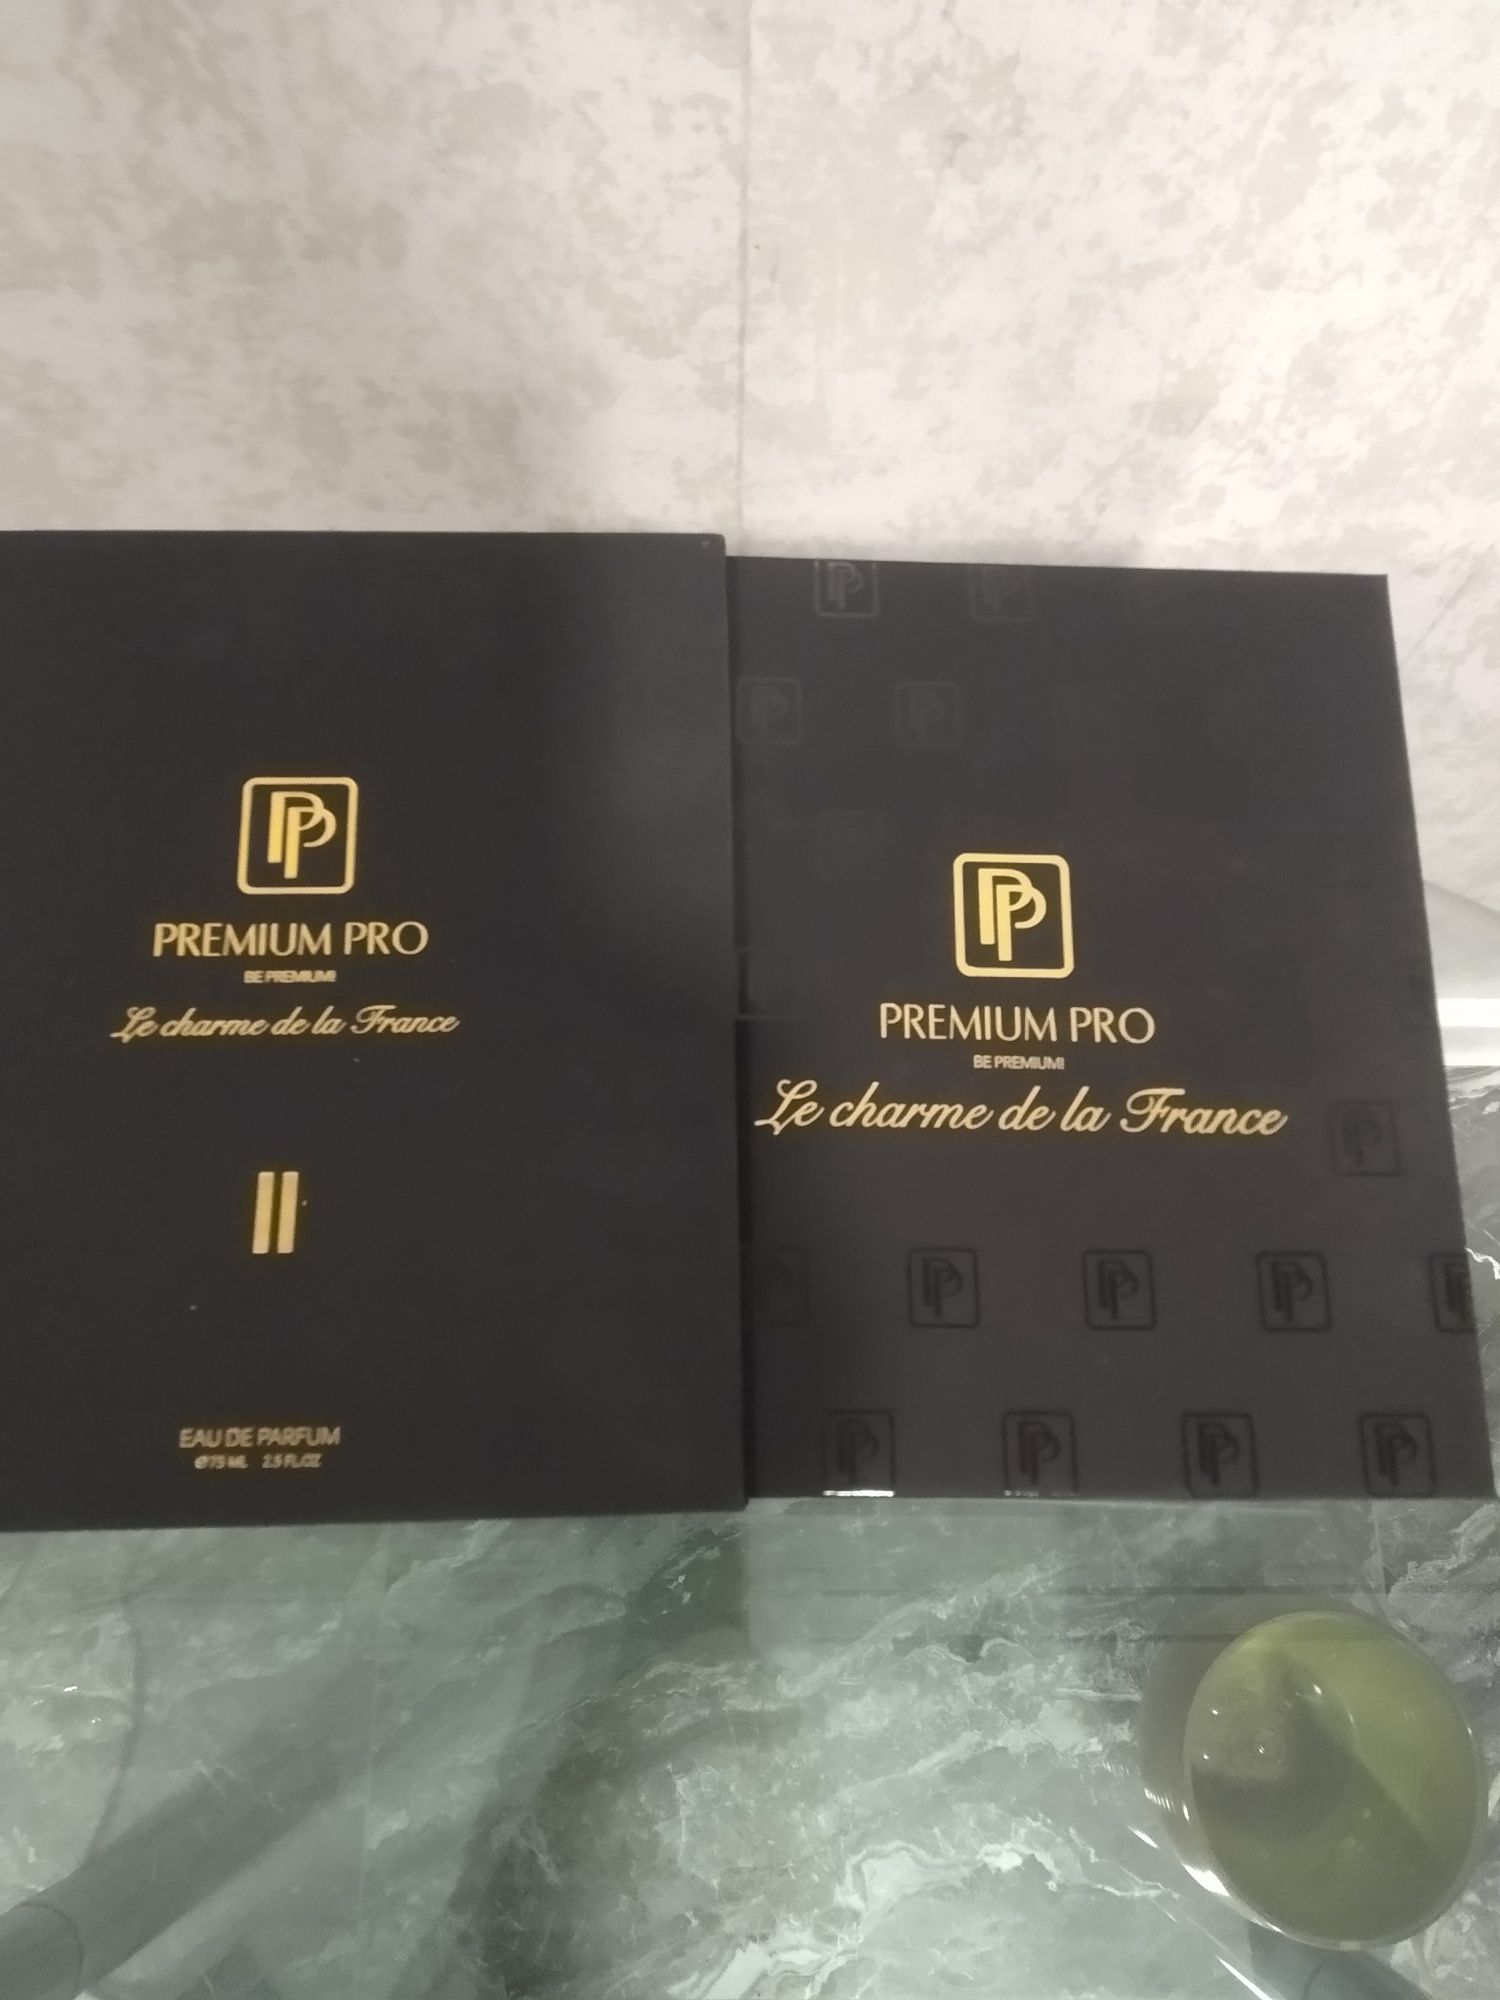 PP
PREMIUM PRO
BE PREMIUM!
Le charme de la France
II
EAU DE PARFUM
℮ 75 ML 2.5 FL.OZ
PP
PREMIUM PRO
BE PREMIUM!
Le charme de la France